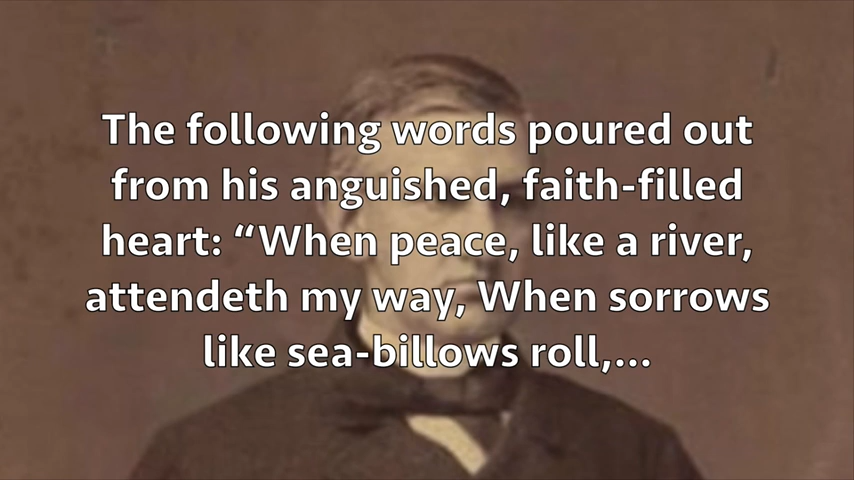 The following words poured out
from his anguished, faith-filled
heart: “When peace, like a river,
attendeth my way, When sorrows
like sea-billows roll,...